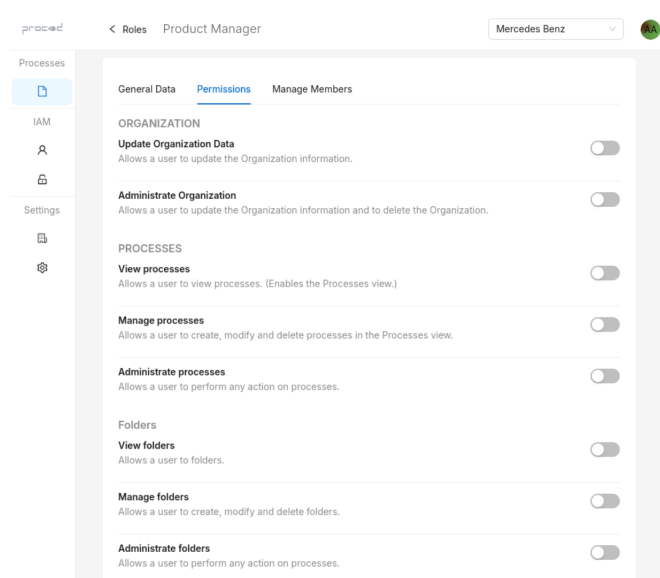 proced
Roles
Product Manager
Mercedes Benz
AA
Processes
IAM
Settings
General Data
Permissions
Manage Members
ORGANIZATION
Update Organization Data
Allows a user to update the Organization information.
Administrate Organization
Allows a user to update the Organization information and to delete the Organization.
PROCESSES
View processes
Allows a user to view processes. (Enables the Processes view.)
Manage processes
Allows a user to create, modify and delete processes in the Processes view.
Administrate processes
Allows a user to perform any action on processes.
Folders
View folders
Allows a user to folders.
Manage folders
Allows a user to create, modify and delete folders.
Administrate folders
Allows a user to perform any action on processes.